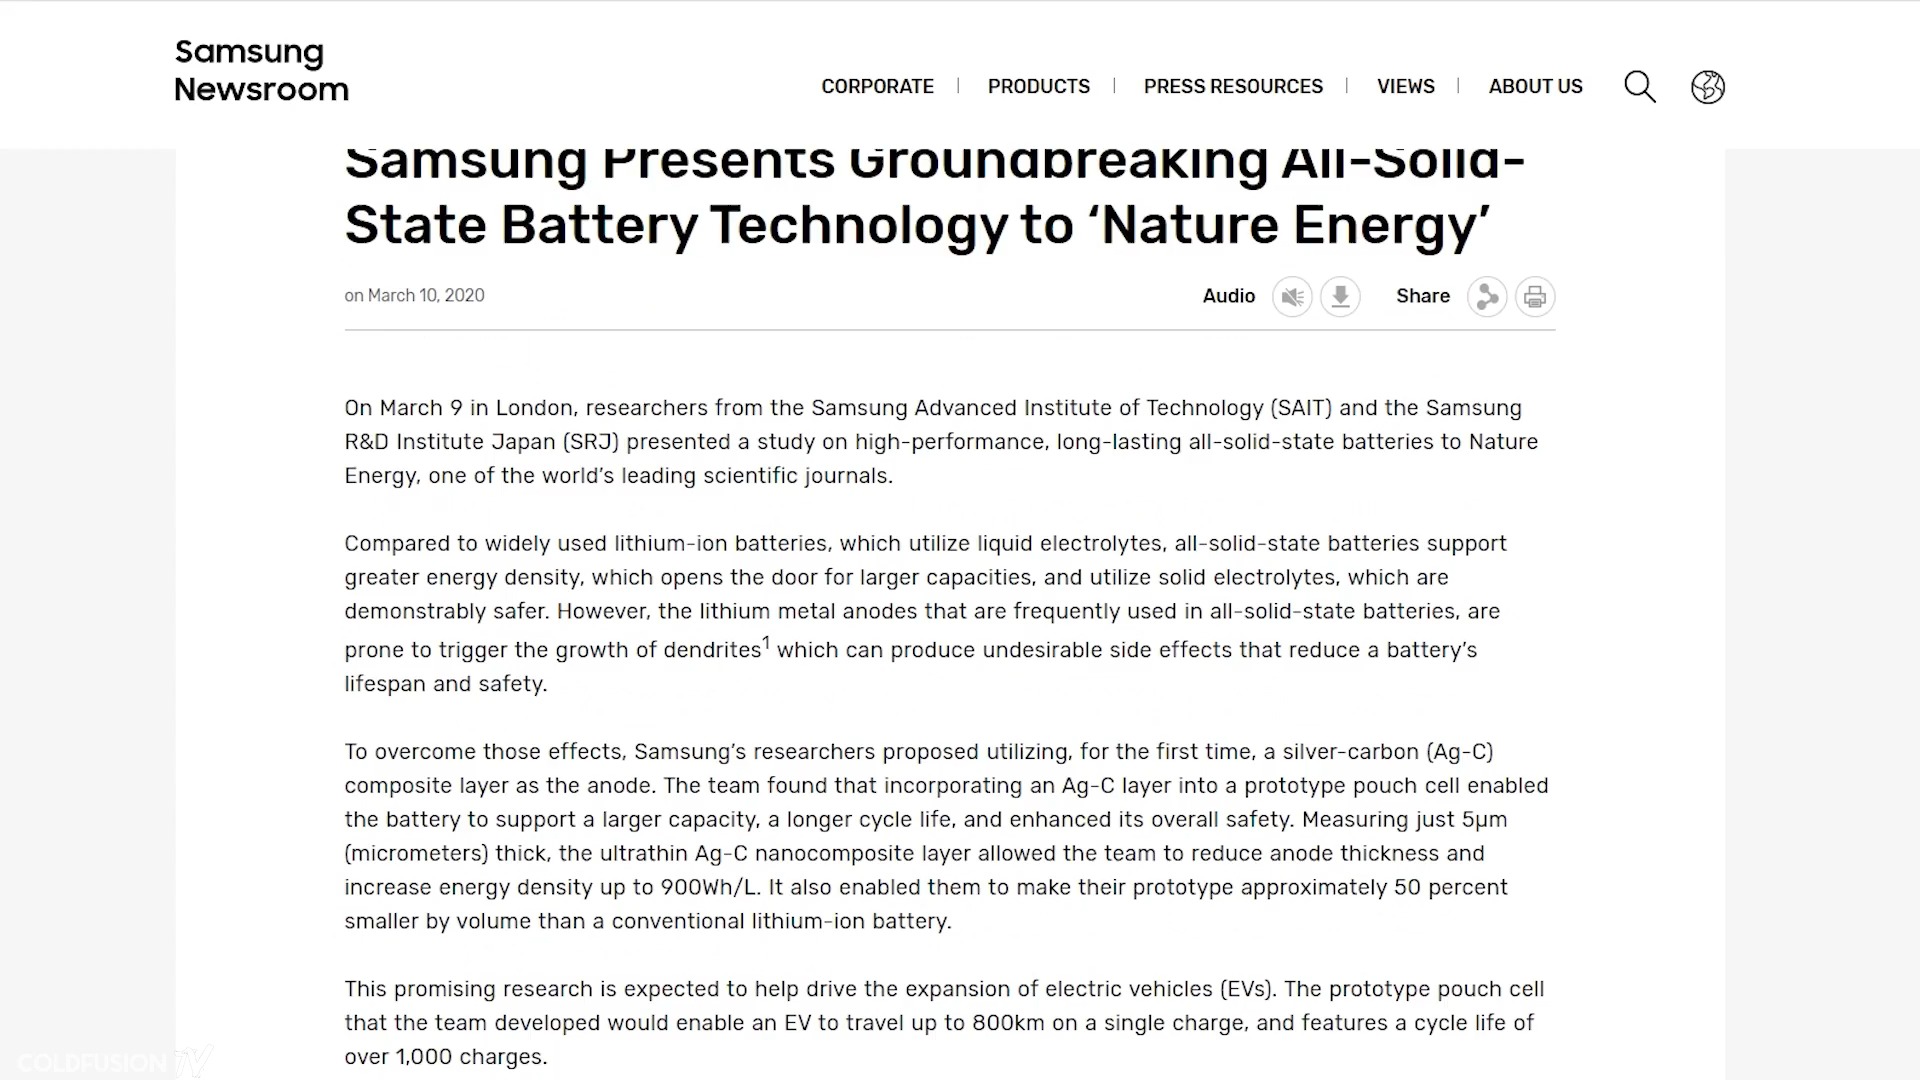 Samsung
Newsroom
CORPORATE
PRODUCTS
PRESS RESOURCES
VIEWS
ABOUT US
Samsung Presents Groundbreaking All-Solid-
State Battery Technology to ‘Nature Energy’
on March 10, 2020
Audio
Share
On March 9 in London, researchers from the Samsung Advanced Institute of Technology (SAIT) and the Samsung
R&D Institute Japan (SRJ) presented a study on high-performance, long-lasting all-solid-state batteries to Nature
Energy, one of the world’s leading scientific journals.
Compared to widely used lithium-ion batteries, which utilize liquid electrolytes, all-solid-state batteries support
greater energy density, which opens the door for larger capacities, and utilize solid electrolytes, which are
demonstrably safer. However, the lithium metal anodes that are frequently used in all-solid-state batteries, are
prone to trigger the growth of dendrites1 which can produce undesirable side effects that reduce a battery’s
lifespan and safety.
To overcome those effects, Samsung’s researchers proposed utilizing, for the first time, a silver-carbon (Ag-C)
composite layer as the anode. The team found that incorporating an Ag-C layer into a prototype pouch cell enabled
the battery to support a larger capacity, a longer cycle life, and enhanced its overall safety. Measuring just 5µm
(micrometers) thick, the ultrathin Ag-C nanocomposite layer allowed the team to reduce anode thickness and
increase energy density up to 900Wh/L. It also enabled them to make their prototype approximately 50 percent
smaller by volume than a conventional lithium-ion battery.
This promising research is expected to help drive the expansion of electric vehicles (EVs). The prototype pouch cell
that the team developed would enable an EV to travel up to 800km on a single charge, and features a cycle life of
over 1,000 charges.
COLDFUSION TV